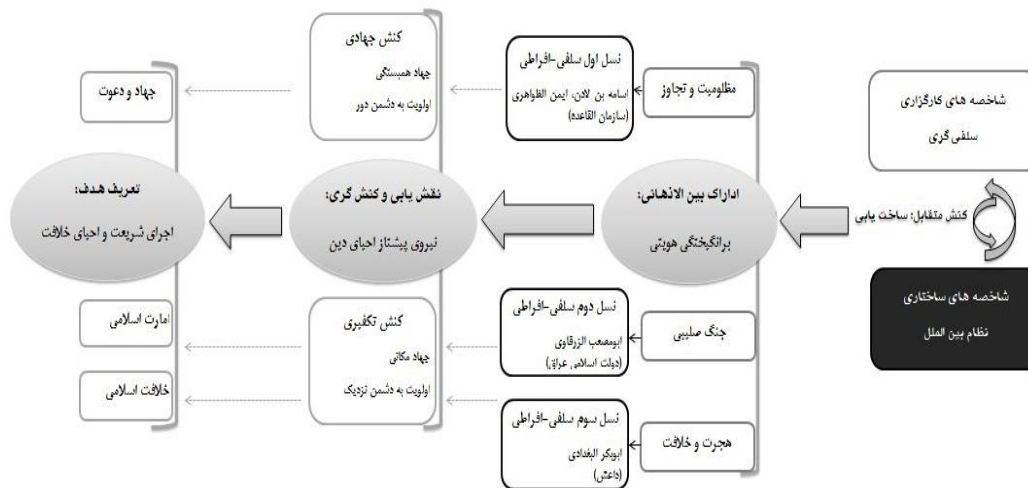 شاخصه های کارگزاری
سلفی گری
کنش متقابل: ساخت یابی
شاخصه های ساختاری
نظام بین الملل
مظلومیت و تجاوز
ادراک بین الاذهانی:
برانگیختگی هویتی
جنگ صلیبی
هجرت و خلافت
نسل اول سلفی-افراطی
اسامه بن لادن، ایمن الظواهری
(سازمان القاعده)
نسل دوم سلفی-افراطی
ابومصعب الزرقاوی
(دولت اسلامی عراق)
نسل سوم سلفی-افراطی
ابوبکر البغدادی
(داعش)
کنش جهادی
جهاد همبستگی
اولویت به دشمن دور
نقش یابی و کنش گری:
نیروی پیشتاز احیای دین
کنش تکفیری
جهاد مکانی
اولویت به دشمن نزدیک
جهاد و دعوت
تعریف هدف:
اجرای شریعت و احیای خلافت
امارت اسلامی
خلافت اسلامی